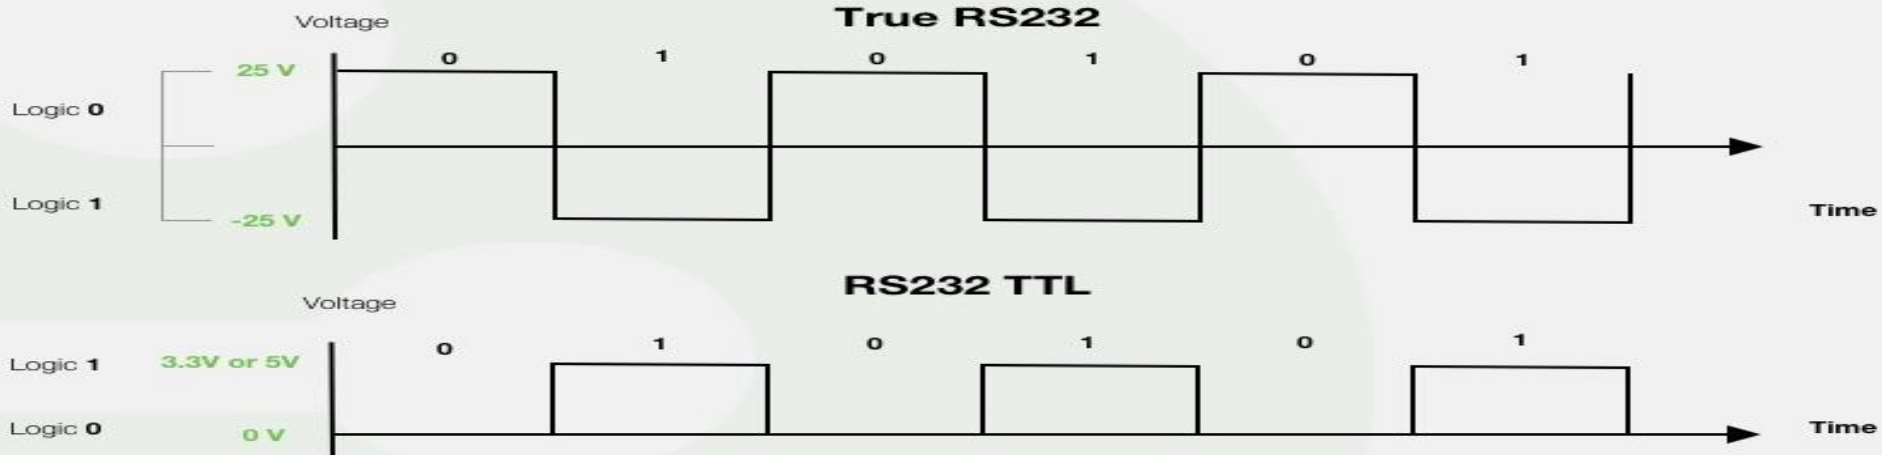 True RS232
Voltage
0 1 0 1 0 1
25 V
Logic 0
Logic 1
-25 V
Time
RS232 TTL
Voltage
0 1 0 1 0 1
Logic 1 3.3V or 5V
Logic 0 0 V
Time